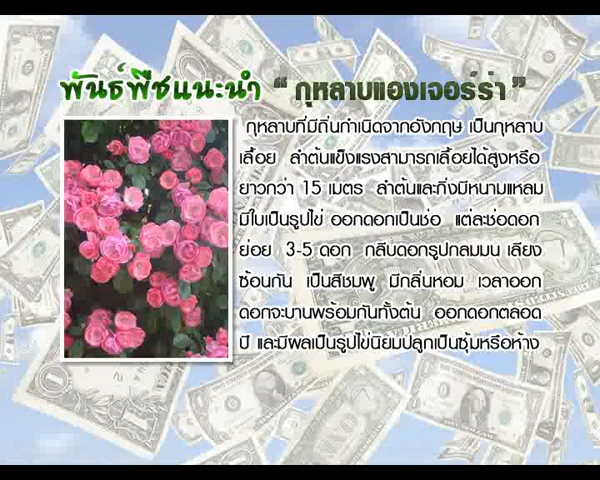 พันธ์พืชแนะนำ “ กุหลาบแองเจอร์ร่า ”
กุหลาบที่มีถิ่นกำเนิดจากอังกฤษ เป็นกุหลาบ
เลื้อย ลำต้นแข็งแรงสามารถเลื้อยได้สูงหรือ
ยาวกว่า 15 เมตร ลำต้นและกิ่งมีหนามแหลม
มีใบเป็นรูปไข่ ออกดอกเป็นช่อ แต่ละช่อดอก
ย่อย 3-5 ดอก กลีบดอกรูปกลมมน เลียง
ซ้อนกัน เป็นสีชมพู มีกลิ่นหอม เวลาออก
ดอกจะบานพร้อมกันทั้งต้น ออกดอกตลอด
ปี และมีผลเป็นรูปไข่นิยมปลูกเป็นซุ้มหรือห้าง